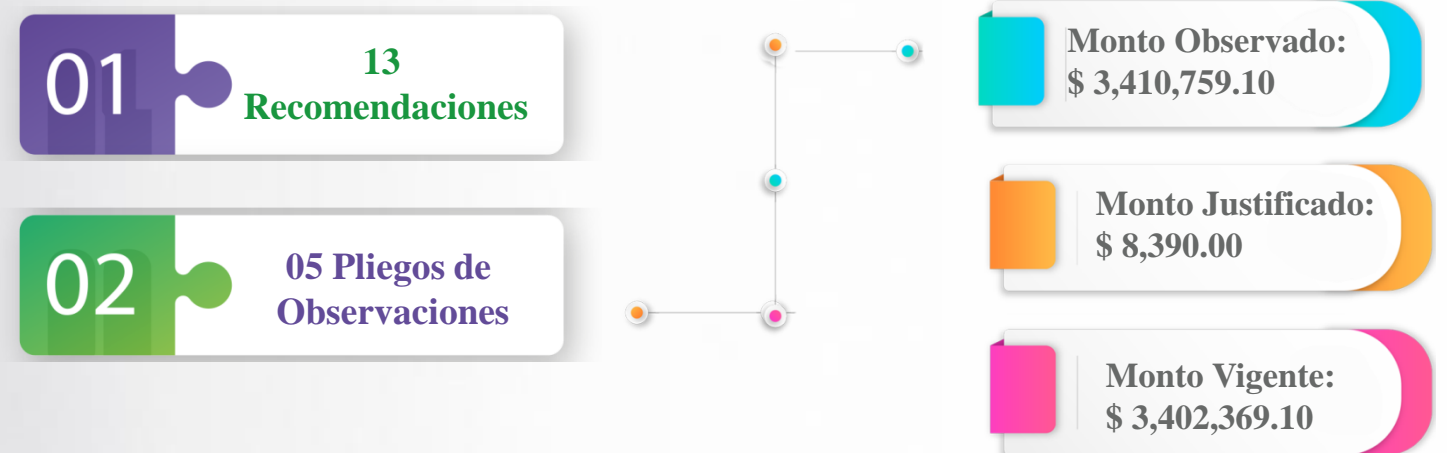 01
13
Recomendaciones
02
05 Pliegos de
Observaciones
Monto Observado:
$ 3,410,759.10
Monto Justificado:
$ 8,390.00
Monto Vigente:
$ 3,402,369.10